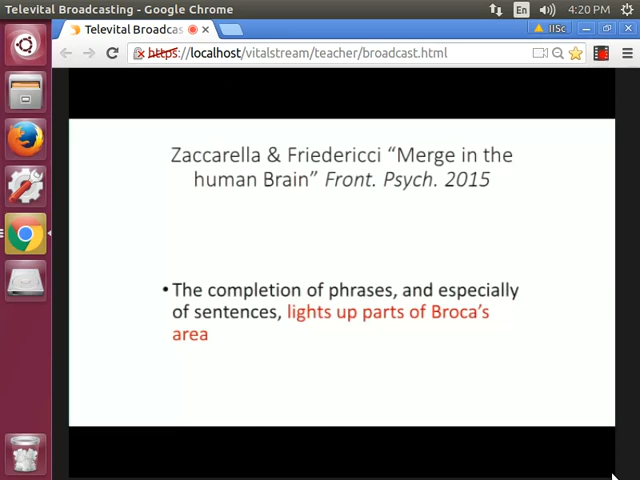 Televital Broadcasting - Google Chrome
En
4:20 PM
Televital Broadcas
IISc
https://localhost/vitalstream/teacher/broadcast.html
Zaccarella & Friedericci “Merge in the
human Brain” Front. Psych. 2015
• The completion of phrases, and especially
of sentences, lights up parts of Broca’s
area